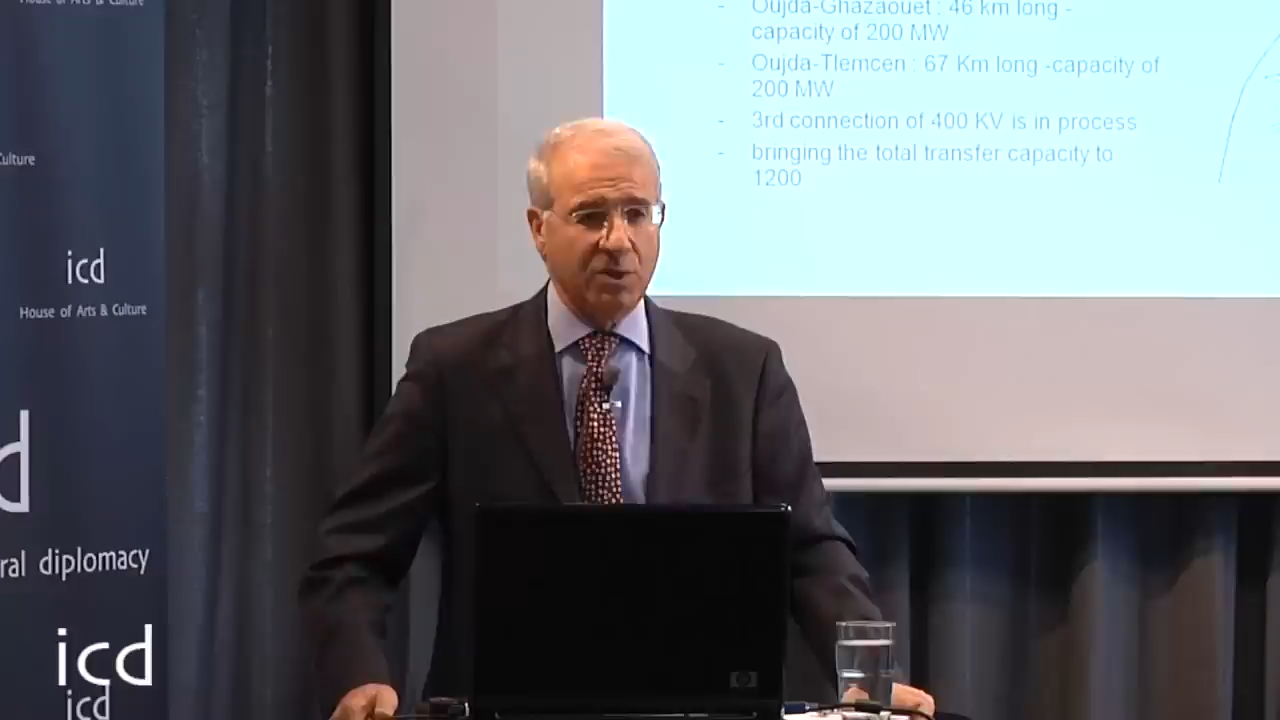 House of Arts & Culture
Culture
icd
House of Arts & Culture
d
ral diplomacy
icd
icd
- Oujda-Ghazaouet : 46 km long -
capacity of 200 MW
- Oujda-Tlemcen : 67 Km long -capacity of
200 MW
- 3rd connection of 400 KV is in process
- bringing the total transfer capacity to
1200
hp